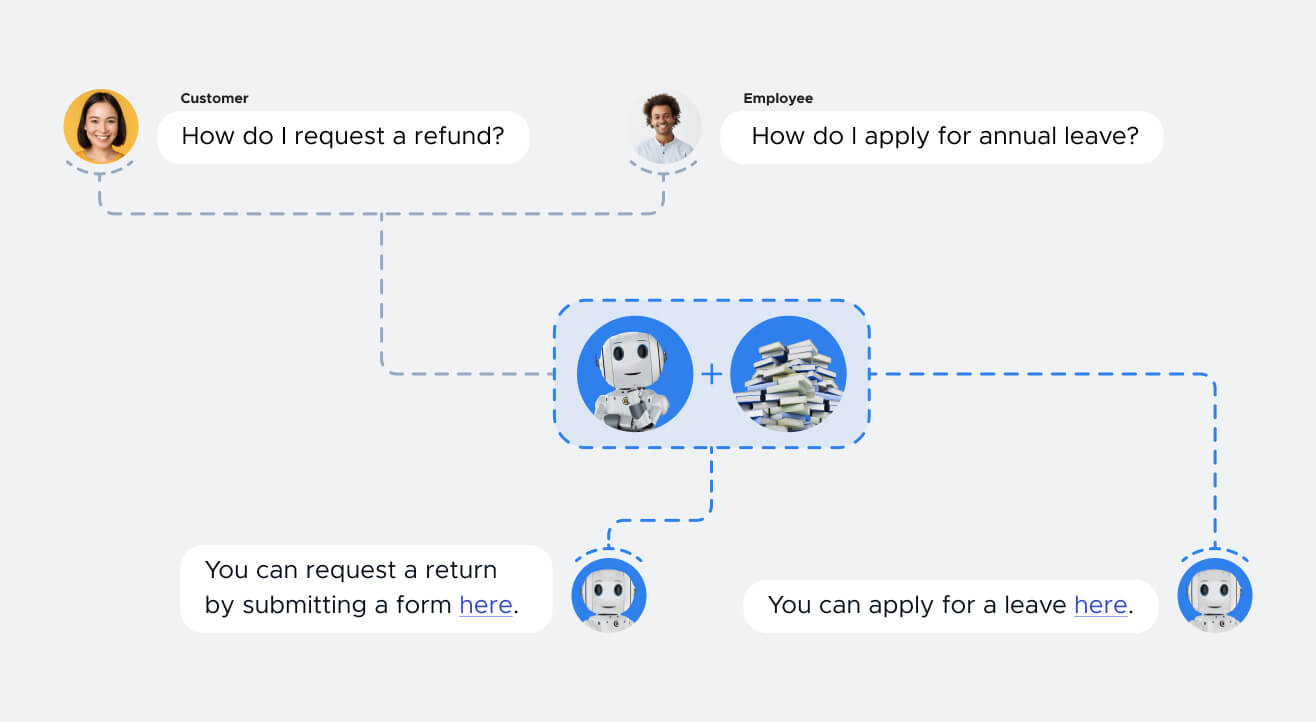 Customer
How do I request a refund?
Employee
How do I apply for annual leave?
+
You can request a return
by submitting a form here.
You can apply for a leave here.